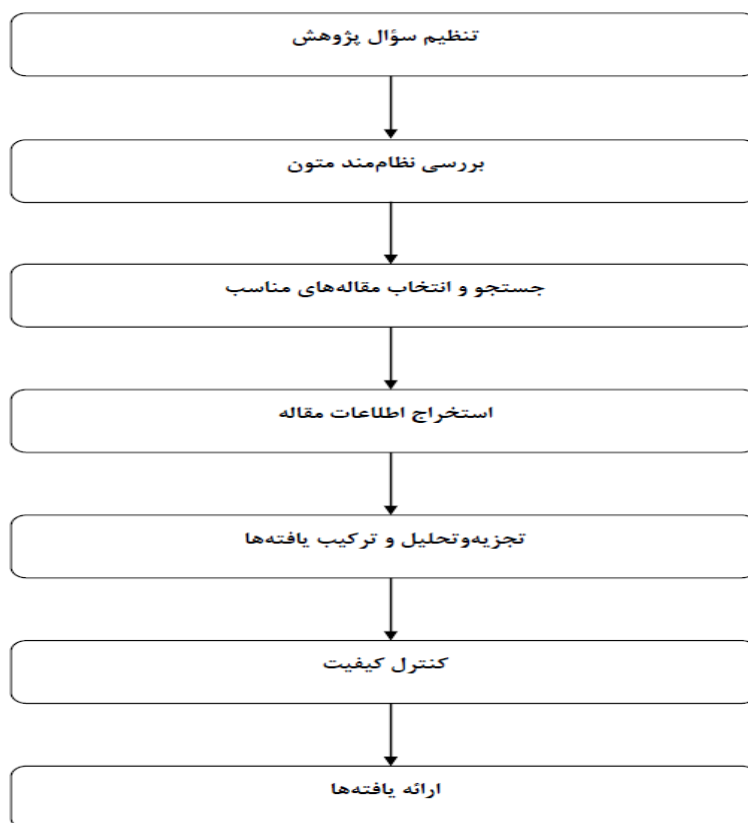 تنظیم سؤال پژوهش
بررسی نظام‌مند متون
جستجو و انتخاب مقاله‌های مناسب
استخراج اطلاعات مقاله
تجزیه‌وتحلیل و ترکیب یافته‌ها
کنترل کیفیت
ارائه یافته‌ها